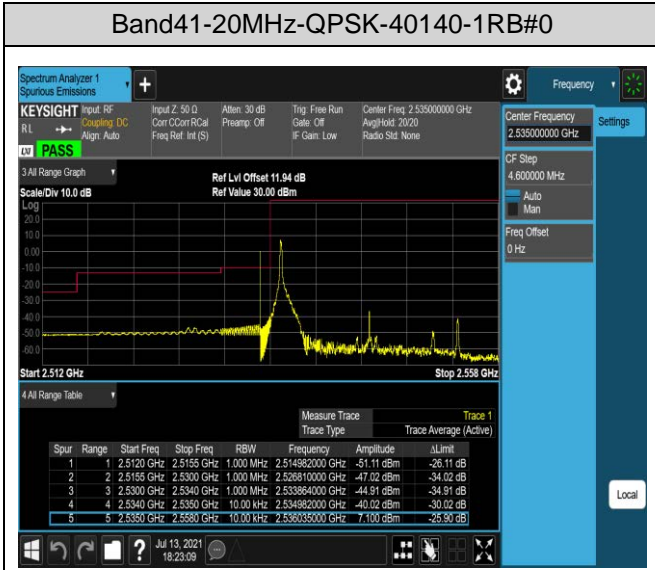 Band41-20MHz-QPSK-40140-1RB#0
Spectrum Analyzer 1
Spurious Emissions
+
Frequency
KEYSIGHT Input: RF Input Z: 50 Ω Atten: 30 dB Trig: Free Run Center Freq: 2.535000000 GHz
RL Coupling: DC Corr CCorr RCal Preamp: Off Gate: Off Avg|Hold: 20/20
Align: Auto Freq Ref: Int (S) IF Gain: Low Radio Std: None
LXI PASS
Center Frequency
2.535000000 GHz
Settings
CF Step
4.600000 MHz
Auto
Man
Freq Offset
0 Hz
3 All Range Graph
Ref Lvl Offset 11.94 dB
Scale/Div 10.0 dB Ref Value 30.00 dBm
Log
20.0
10.0
0.00
-10.0
-20.0
-30.0
-40.0
-50.0
-60.0
Start 2.512 GHz Stop 2.558 GHz
4 All Range Table
Measure Trace Trace 1
Trace Type Trace Average (Active)
Spur Range Start Freq Stop Freq RBW Frequency Amplitude ΔLimit
1 1 2.5120 GHz 2.5155 GHz 1.000 MHz 2.514982000 GHz -51.11 dBm -26.11 dB
2 2 2.5155 GHz 2.5300 GHz 1.000 MHz 2.526810000 GHz -47.02 dBm -34.02 dB
3 3 2.5300 GHz 2.5340 GHz 1.000 MHz 2.533864000 GHz -44.91 dBm -34.91 dB
4 4 2.5340 GHz 2.5350 GHz 10.00 kHz 2.534982000 GHz -40.02 dBm -30.02 dB
5 5 2.5350 GHz 2.5580 GHz 10.00 kHz 2.536035000 GHz 7.100 dBm -25.90 dB
Local
? Jul 13, 2021
18:23:09